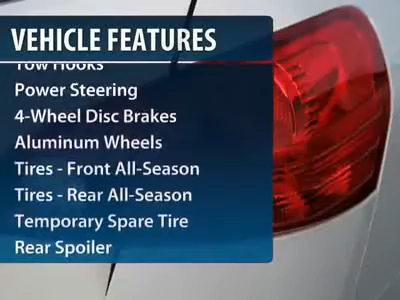 VEHICLE FEATURES
Tow Hooks
Power Steering
4-Wheel Disc Brakes
Aluminum Wheels
Tires - Front All-Season
Tires - Rear All-Season
Temporary Spare Tire
Rear Spoiler